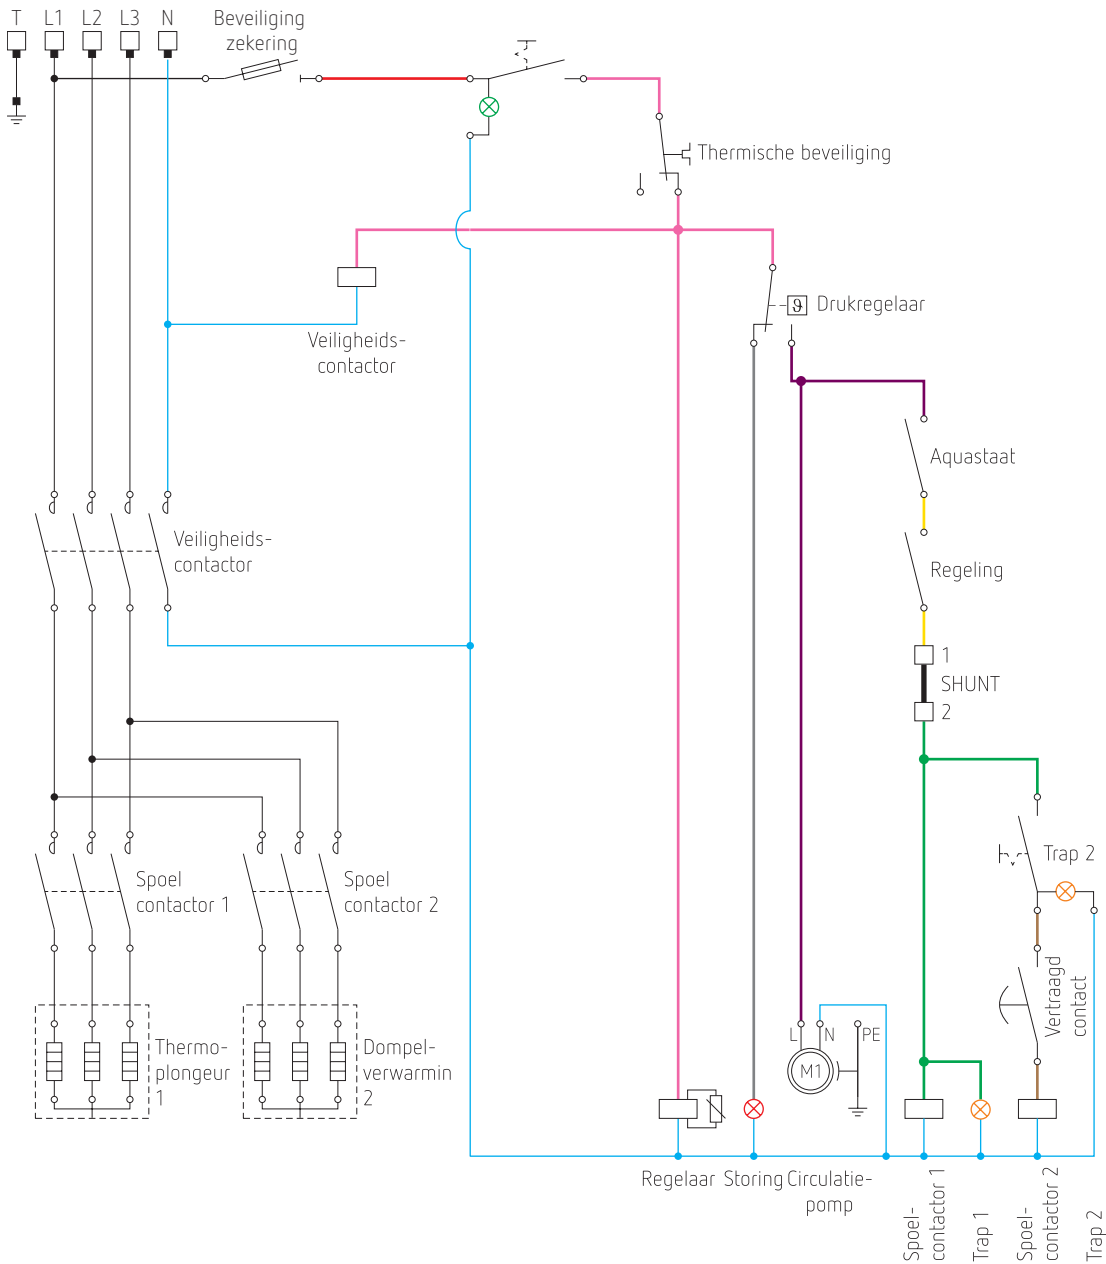 T L1 L2 L3 N
Beveiliging
zekering
Thermische beveiliging
ϑ Drukregelaar
Veiligheids-
contactor
Aquastaat
Veiligheids-
contactor
Regeling
1
SHUNT
2
Trap 2
Spoel
contactor 1
Spoel
contactor 2
Vertraagd
contact
L N PE
M1
Thermo-
plongeur
1
Dompel-
verwarmin
2
Regelaar
Storing
Circulatie-
pomp
Spoel-
contactor 1
Trap 1
Spoel-
contactor 2
Trap 2